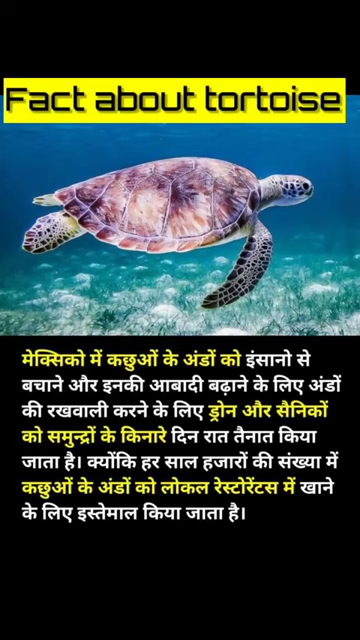 Fact about tortoise
मेक्सिको में कछुओं के अंडों को इंसानो से
बचाने और इनकी आबादी बढ़ाने के लिए अंडों
की रखवाली करने के लिए ड्रोन और सैनिकों
को समुन्द्रों के किनारे दिन रात तैनात किया
जाता है। क्योंकि हर साल हजारों की संख्या में
कछुओं के अंडों को लोकल रेस्टोरेंटस में खाने
के लिए इस्तेमाल किया जाता है।